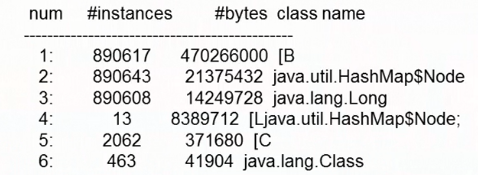 num #instances #bytes class name
----------------------------------------------
1: 890617 470266000 [B
2: 890643 21375432 java.util.HashMap$Node
3: 890608 14249728 java.lang.Long
4: 13 8389712 [Ljava.util.HashMap$Node;
5: 2062 371680 [C
6: 463 41904 java.lang.Class